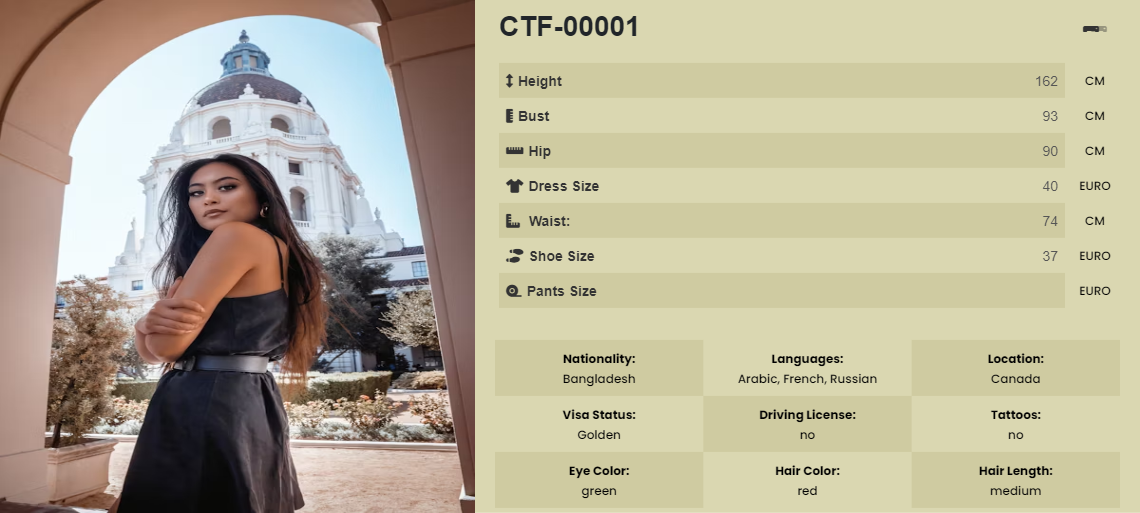 CTF-00001
Height 162 CM
Bust 93 CM
Hip 90 CM
Dress Size 40 EURO
Waist: 74 CM
Shoe Size 37 EURO
Pants Size EURO
Nationality: Languages: Location:
Bangladesh Arabic, French, Russian Canada
Visa Status: Driving License: Tattoos:
Golden no no
Eye Color: Hair Color: Hair Length:
green red medium